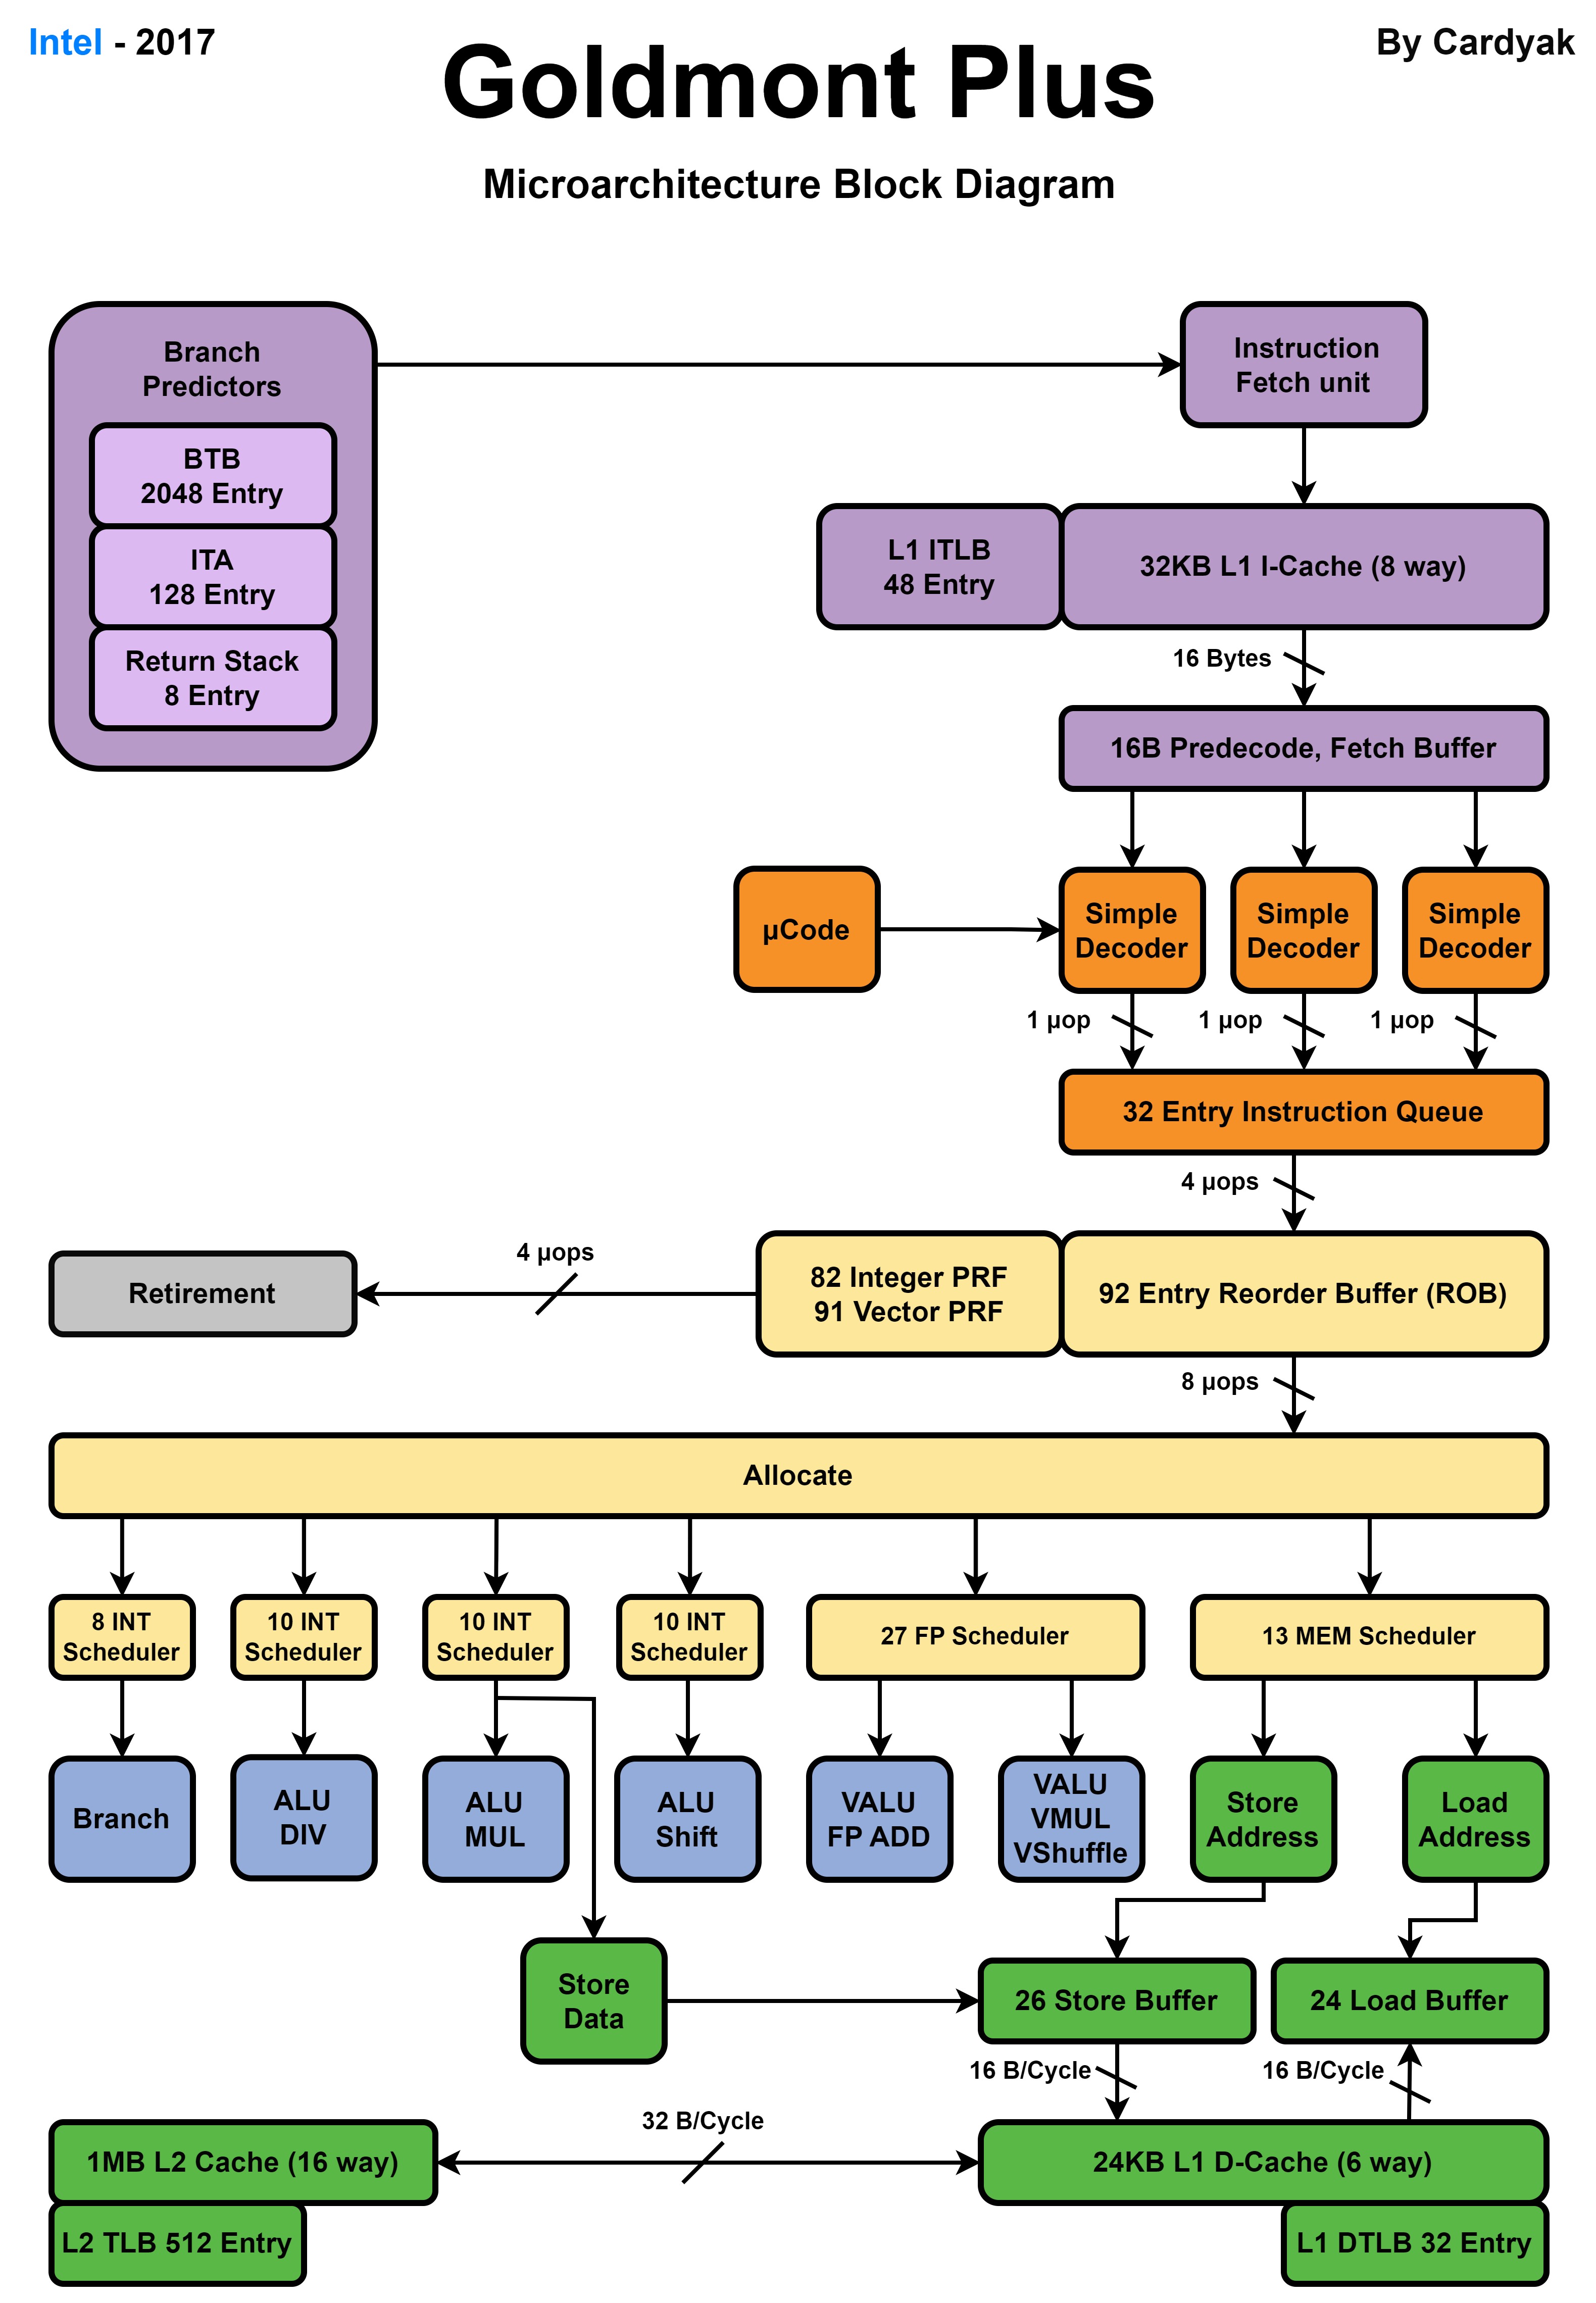 Intel - 2017
By Cardyak
Goldmont Plus
Microarchitecture Block Diagram
Branch
Predictors
BTB
2048 Entry
ITA
128 Entry
Return Stack
8 Entry
Instruction
Fetch unit
L1 ITLB
48 Entry
32KB L1 I-Cache (8 way)
16 Bytes
16B Predecode, Fetch Buffer
µCode
Simple
Decoder
Simple
Decoder
Simple
Decoder
1 µop
1 µop
1 µop
32 Entry Instruction Queue
4 µops
Retirement
4 µops
82 Integer PRF
91 Vector PRF
92 Entry Reorder Buffer (ROB)
8 µops
Allocate
8 INT
Scheduler
10 INT
Scheduler
10 INT
Scheduler
10 INT
Scheduler
27 FP Scheduler
13 MEM Scheduler
Branch
ALU
DIV
ALU
MUL
ALU
Shift
VALU
FP ADD
VALU
VMUL
VShuffle
Store
Address
Load
Address
Store
Data
26 Store Buffer
24 Load Buffer
16 B/Cycle
16 B/Cycle
32 B/Cycle
1MB L2 Cache (16 way)
24KB L1 D-Cache (6 way)
L2 TLB 512 Entry
L1 DTLB 32 Entry